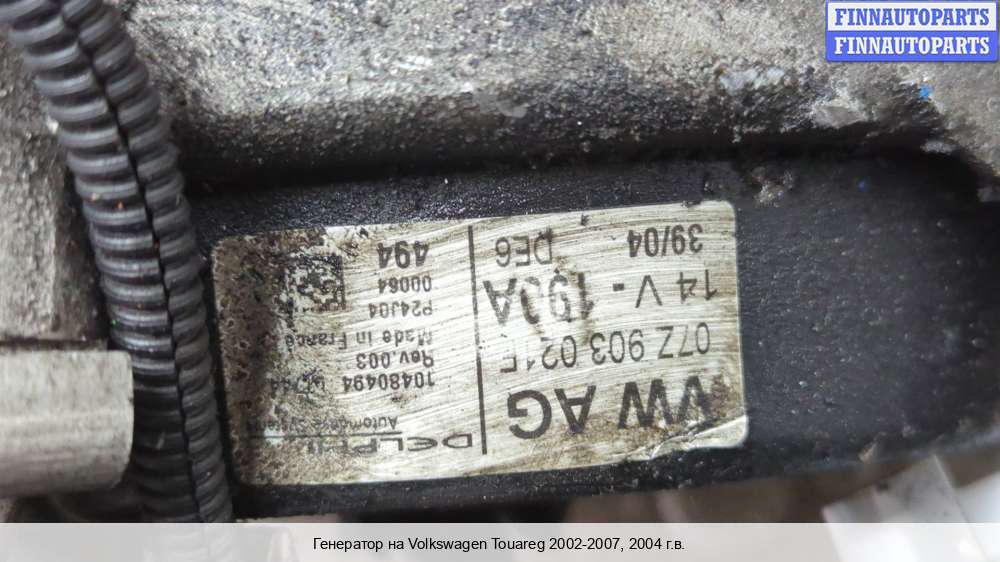 FINNAUTOPARTS
FINNAUTOPARTS
VW AG
07Z 903 021F
14 V - 190A
39/04 DE6
DELPHI
Automotive Systems
10480494
Rev.003
Made in France
P24J04
00064
494
Генератор на Volkswagen Touareg 2002-2007, 2004 г.в.